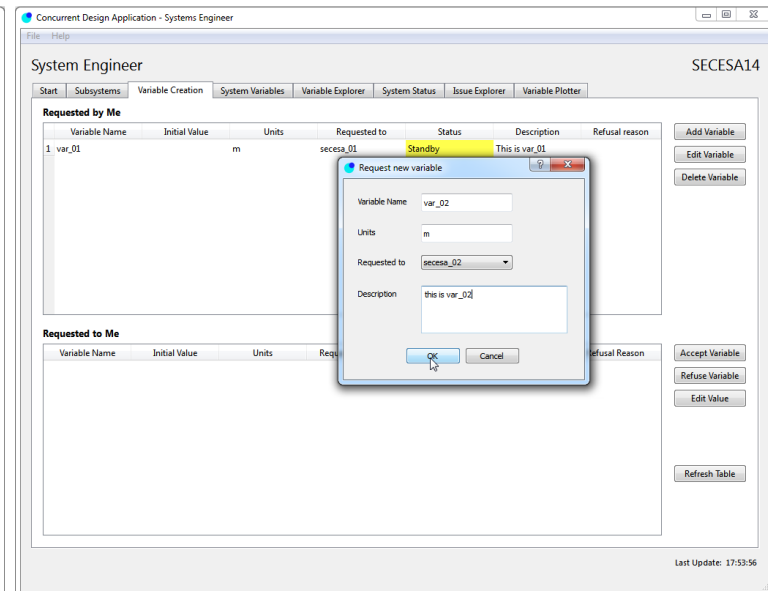 Concurrent Design Application - Systems Engineer
File Help
System Engineer SECESA14
Start Subsystems Variable Creation System Variables Variable Explorer System Status Issue Explorer Variable Plotter
Requested by Me
Variable Name Initial Value Units Requested to Status Description Refusal reason
1 var_01 m secesa_01 Standby This is var_01
Add Variable
Edit Variable
Delete Variable
Request new variable
Variable Name var_02
Units m
Requested to secesa_02
Description this is var_02
OK Cancel
Requested to Me
Variable Name Initial Value Units Refusal Reason
Accept Variable
Refuse Variable
Edit Value
Refresh Table
Last Update: 17:53:56